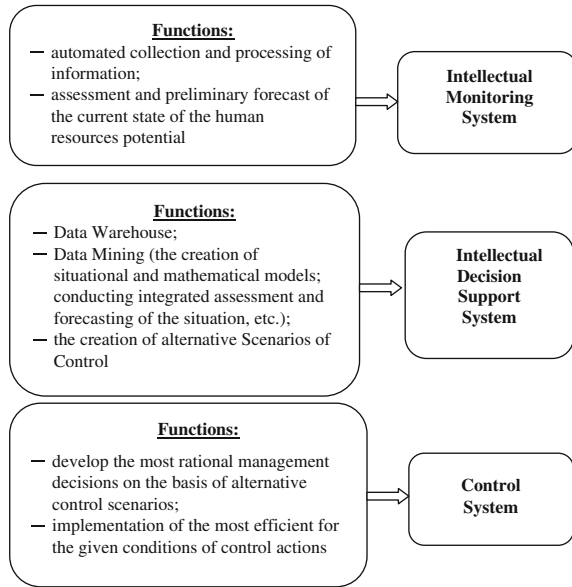 Functions:
— automated collection and processing of
information;
— assessment and preliminary forecast of
the current state of the human
resources potential
Intellectual
Monitoring
System
Functions:
— Data Warehouse;
— Data Mining (the creation of
situational and mathematical models;
conducting integrated assessment and
forecasting of the situation, etc.);
— the creation of alternative Scenarios of
Control
Intellectual
Decision
Support
System
Functions:
— develop the most rational management
decisions on the basis of alternative
control scenarios;
— implementation of the most efficient for
the given conditions of control actions
Control
System